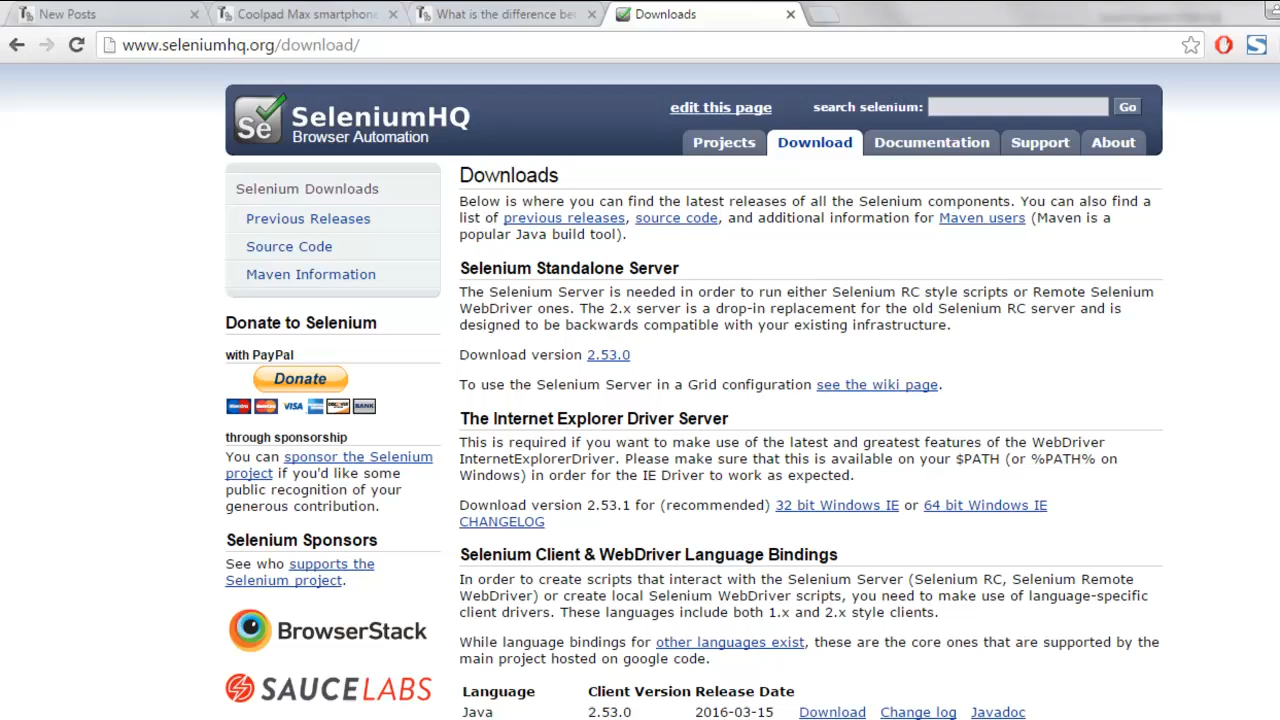 New Posts
Coolpad Max smartphone
What is the difference be
Downloads
www.seleniumhq.org/download/
Se
SeleniumHQ
Browser Automation
edit this page
search selenium:
Go
Projects
Download
Documentation
Support
About
Selenium Downloads
Previous Releases
Source Code
Maven Information
Donate to Selenium
with PayPal
Donate
VISA
BANK
through sponsorship
You can sponsor the Selenium
project if you'd like some
public recognition of your
generous contribution.
Selenium Sponsors
See who supports the
Selenium project.
BrowserStack
SAUCELABS
Downloads
Below is where you can find the latest releases of all the Selenium components. You can also find a
list of previous releases, source code, and additional information for Maven users (Maven is a
popular Java build tool).
Selenium Standalone Server
The Selenium Server is needed in order to run either Selenium RC style scripts or Remote Selenium
WebDriver ones. The 2.x server is a drop-in replacement for the old Selenium RC server and is
designed to be backwards compatible with your existing infrastructure.
Download version 2.53.0
To use the Selenium Server in a Grid configuration see the wiki page.
The Internet Explorer Driver Server
This is required if you want to make use of the latest and greatest features of the WebDriver
InternetExplorerDriver. Please make sure that this is available on your $PATH (or %PATH% on
Windows) in order for the IE Driver to work as expected.
Download version 2.53.1 for (recommended) 32 bit Windows IE or 64 bit Windows IE
CHANGELOG
Selenium Client & WebDriver Language Bindings
In order to create scripts that interact with the Selenium Server (Selenium RC, Selenium Remote
WebDriver) or create local Selenium WebDriver scripts, you need to make use of language-specific
client drivers. These languages include both 1.x and 2.x style clients.
While language bindings for other languages exist, these are the core ones that are supported by the
main project hosted on google code.
Language Client Version Release Date
Java 2.53.0 2016-03-15 Download Change log Javadoc